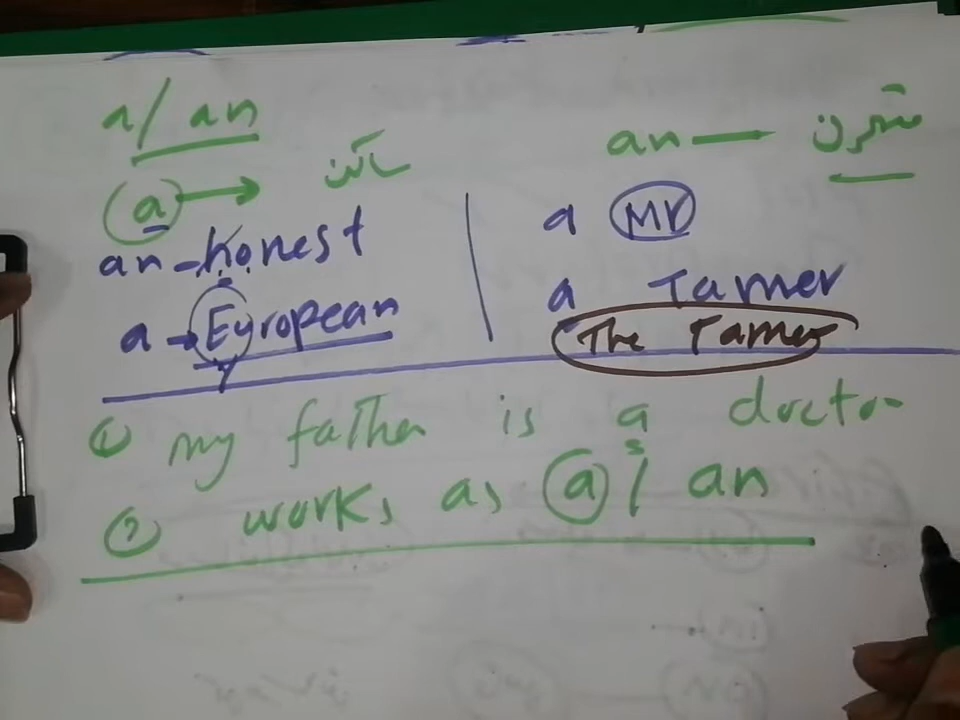 a / an
a → ساكن
an → متحرك
an - honest
a → European
y
a Mr
a Tamer
The Tamer
① my father is a doctor
② works as a / an